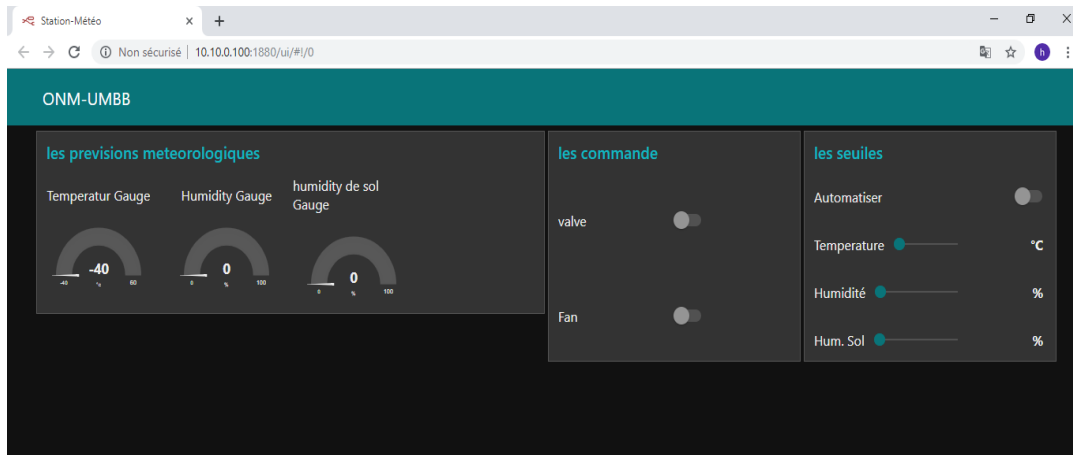 Station-Météo
Non sécurisé | 10.10.0.100:1880/ui/#!/0
h
ONM-UMBB
les previsions meteorologiques
Temperatur Gauge
Humidity Gauge
humidity de sol
Gauge
-40
-40
%
60
0
0
%
100
0
0
%
100
les commande
valve
Fan
les seuiles
Automatiser
Temperature
°C
Humidité
%
Hum. Sol
%